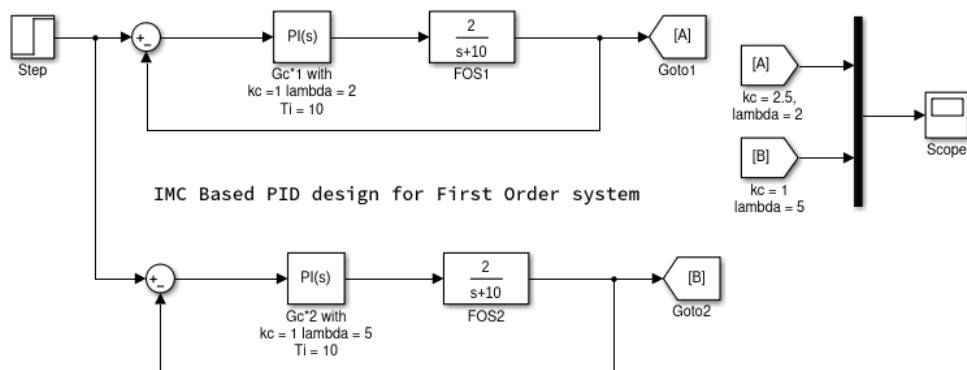 Step
+
−
PI(s)
Gc*1 with
kc =1 lambda = 2
Ti = 10
2
s+10
FOS1
[A]
Goto1
[A]
kc = 2.5,
lambda = 2
[B]
kc = 1
lambda = 5
Scope
IMC Based PID design for First Order system
+
−
PI(s)
Gc*2 with
kc = 1 lambda = 5
Ti = 10
2
s+10
FOS2
[B]
Goto2